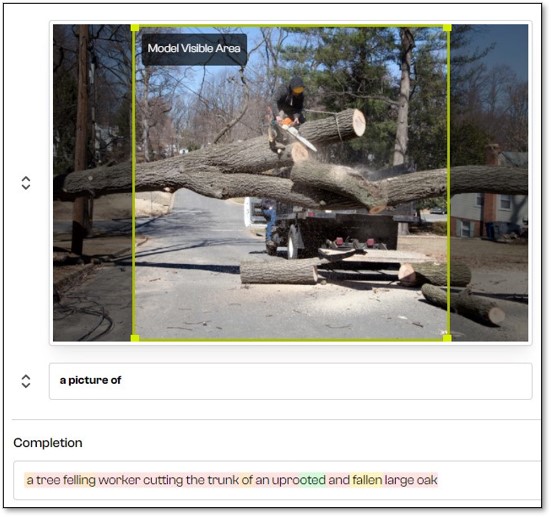 Model Visible Area
a picture of
Completion
a tree felling worker cutting the trunk of an uprooted and fallen large oak